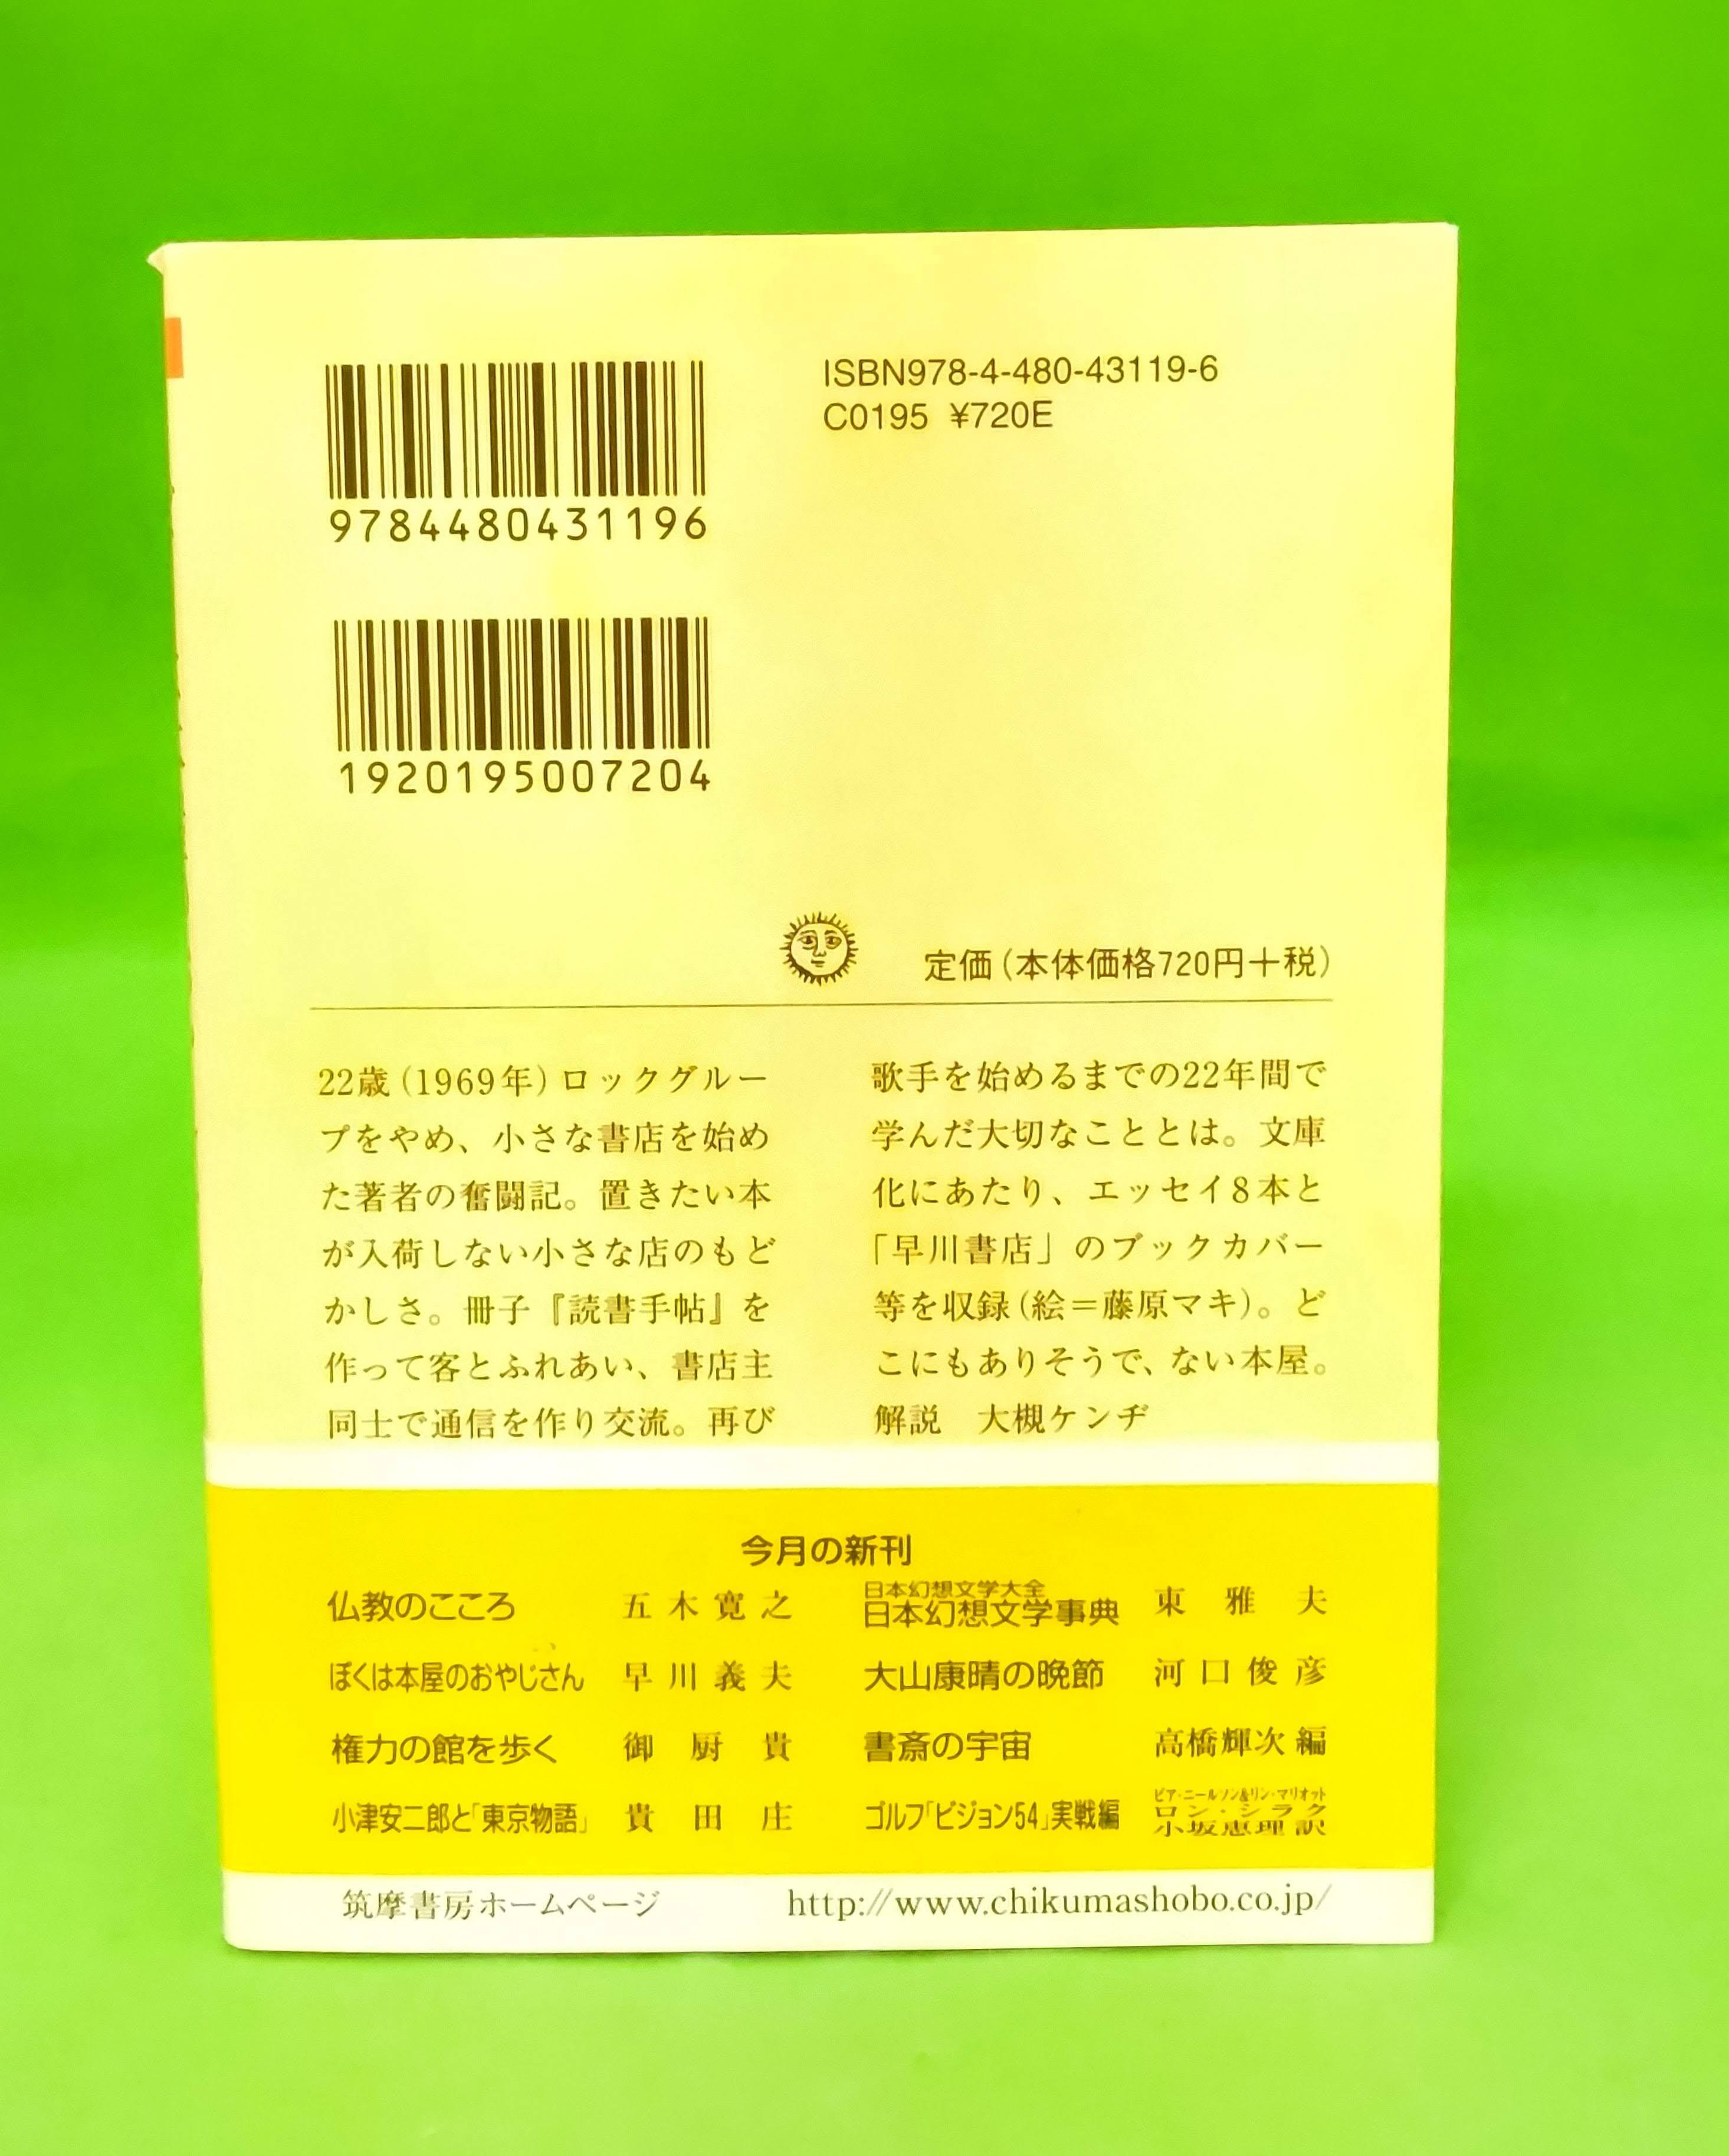 ISBN978-4-480-43119-6
C0195 ¥720E
9784480431196
1920195007204
定価(本体価格720円+税)
22歳(1969年)ロックグルー
プをやめ、小さな書店を始め
た著者の奮闘記。置きたい本
が入荷しない小さな店のもど
かしさ。冊子『読書手帖』を
作って客とふれあい、書店主
同士で通信を作り交流。再び
歌手を始めるまでの22年間で
学んだ大切なこととは。文庫
化にあたり、エッセイ8本と
「早川書店」のブックカバー
等を収録(絵=藤原マキ)。ど
こにもありそうで、ない本屋。
解説 大槻ケンヂ
今月の新刊
仏教のこころ 五木寛之
ぼくは本屋のおやじさん 早川義夫
権力の館を歩く 御厨貴
小津安二郎と「東京物語」 貴田庄
日本幻想文学大全
日本幻想文学事典 東雅夫
大山康晴の晩節 河口俊彦
書斎の宇宙 高橋輝次編
ゴルフ「ビジョン54」実戦編
ピア・ニールソン&リン・マリオット
ロン・シラク
小坂恵理訳
筑摩書房ホームページ http://www.chikumashobo.co.jp/